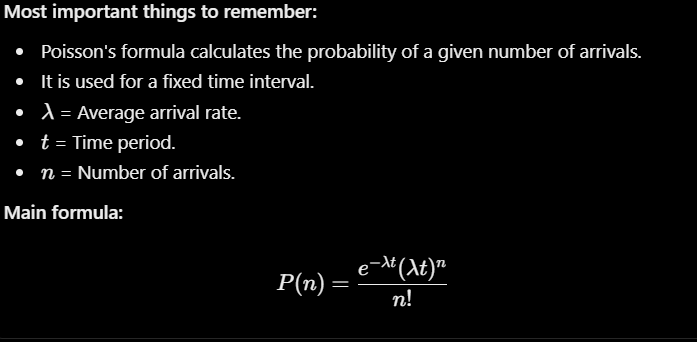 Most important things to remember:
• Poisson's formula calculates the probability of a given number of arrivals.
• It is used for a fixed time interval.
• λ = Average arrival rate.
• t = Time period.
• n = Number of arrivals.
Main formula:
P(n) = \frac{e^{-λt}(λt)^n}{n!}